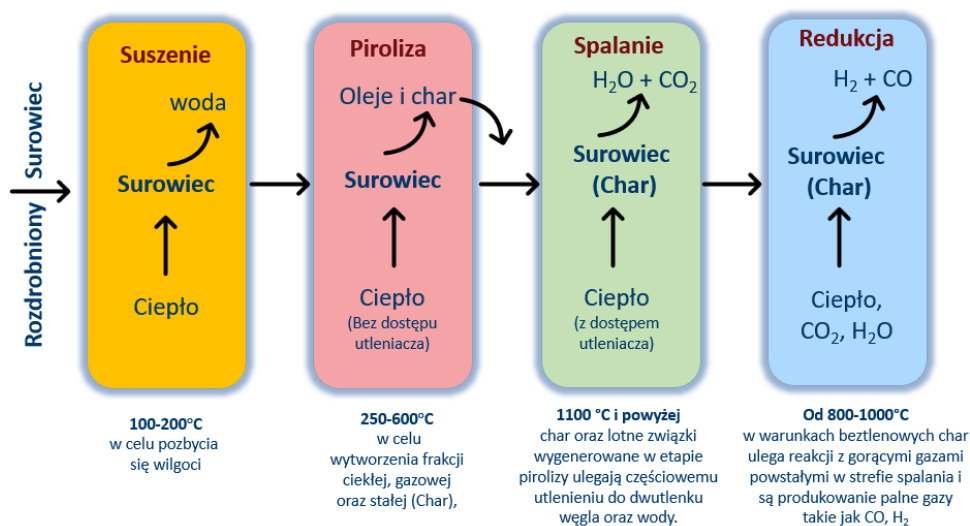 Rozdrobniony Surowiec
Suszenie
woda
Surowiec
Ciepło
100-200°C
w celu pozbycia
się wilgoci
Piroliza
Oleje i char
Surowiec
Ciepło
(Bez dostępu
utleniacza)
250-600°C
w celu
wytworzenia frakcji
ciekłej, gazowej
oraz stałej (Char),
Spalanie
H₂O + CO₂
Surowiec
(Char)
Ciepło
(z dostępem
utleniacza)
1100 °C i powyżej
char oraz lotne związki
wygenerowane w etapie
pirolizy ulegają częściowemu
utlenieniu do dwutlenku
węgla oraz wody.
Redukcja
H₂ + CO
Surowiec
(Char)
Ciepło,
CO₂, H₂O
Od 800-1000°C
w warunkach beztlenowych char
ulega reakcji z gorącymi gazami
powstałymi w strefie spalania i
są produkowanie palne gazy
takie jak CO, H₂